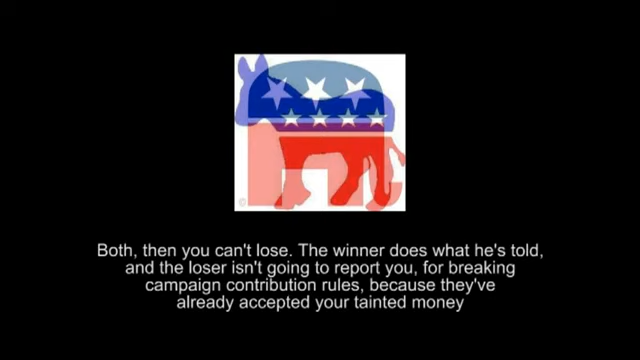 ©
Both, then you can't lose. The winner does what he's told,
and the loser isn't going to report you, for breaking
campaign contribution rules, because they've
already accepted your tainted money